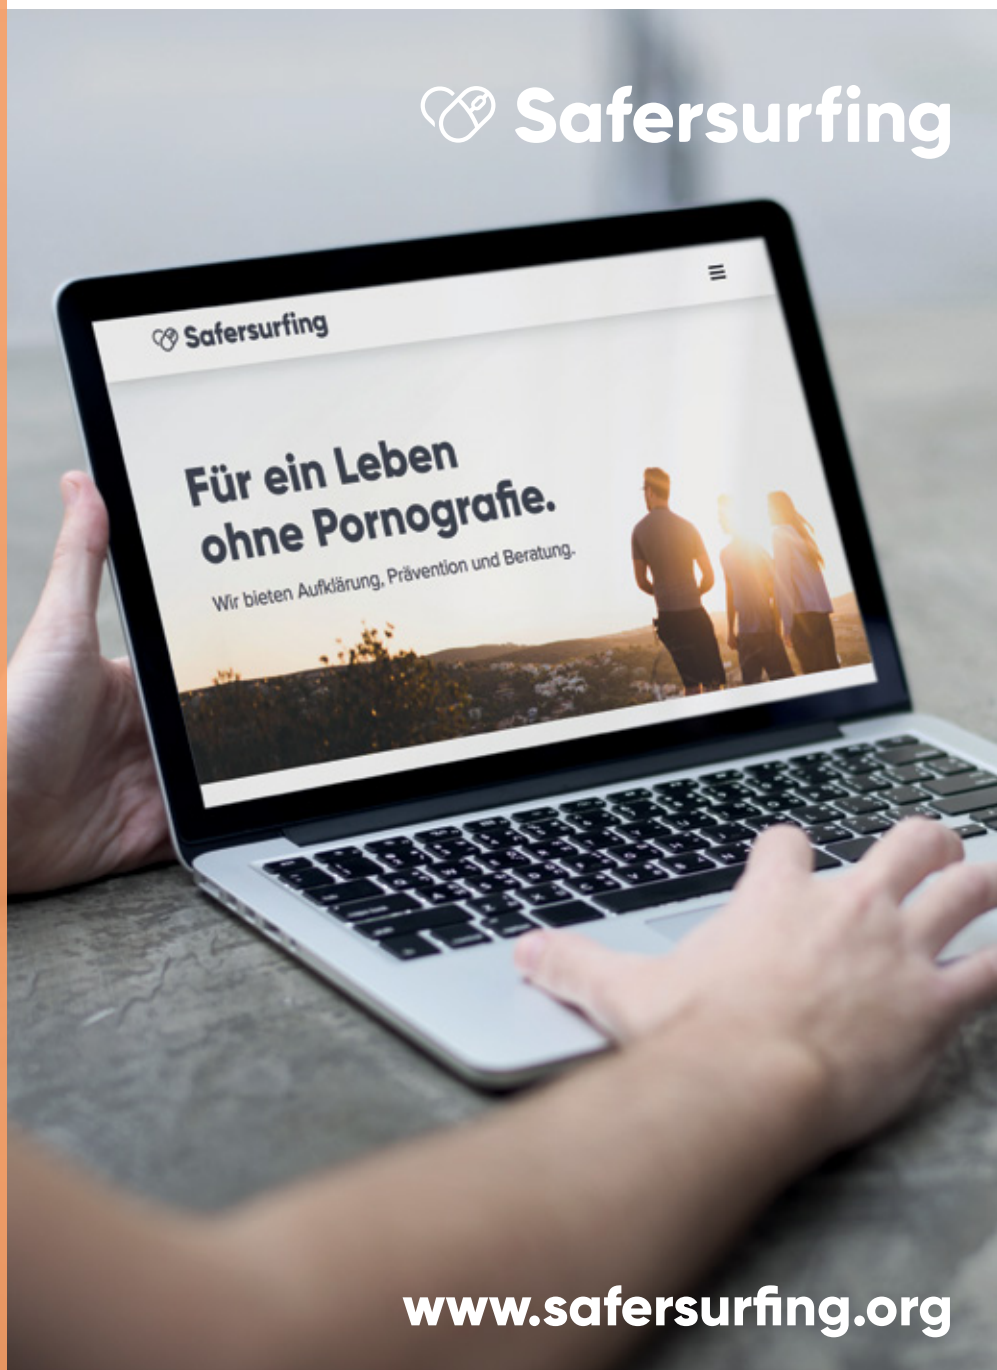 Safersurfing
Safersurfing
Für ein Leben
ohne Pornografie.
Wir bieten Aufklärung, Prävention und Beratung.
www.safersurfing.org